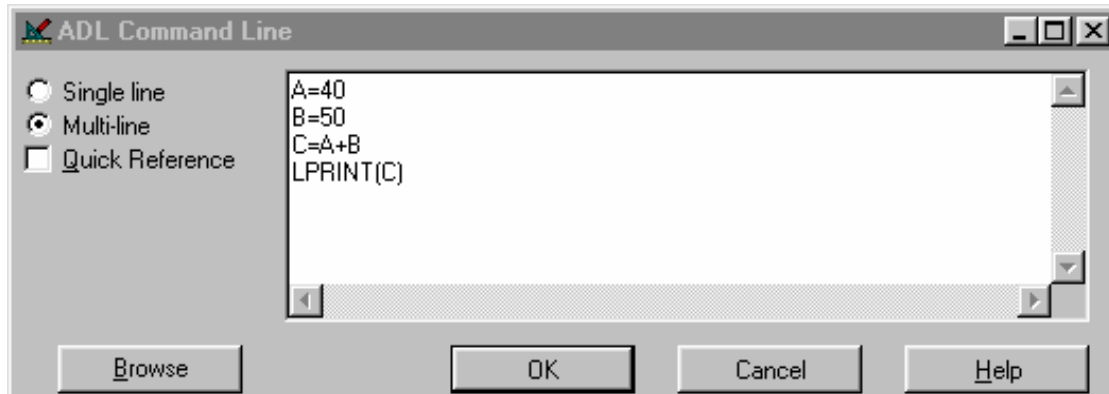 ADL Command Line
Single line
Multi-line
Quick Reference
A=40
B=50
C=A+B
LPRINT(C)
Browse
OK
Cancel
Help